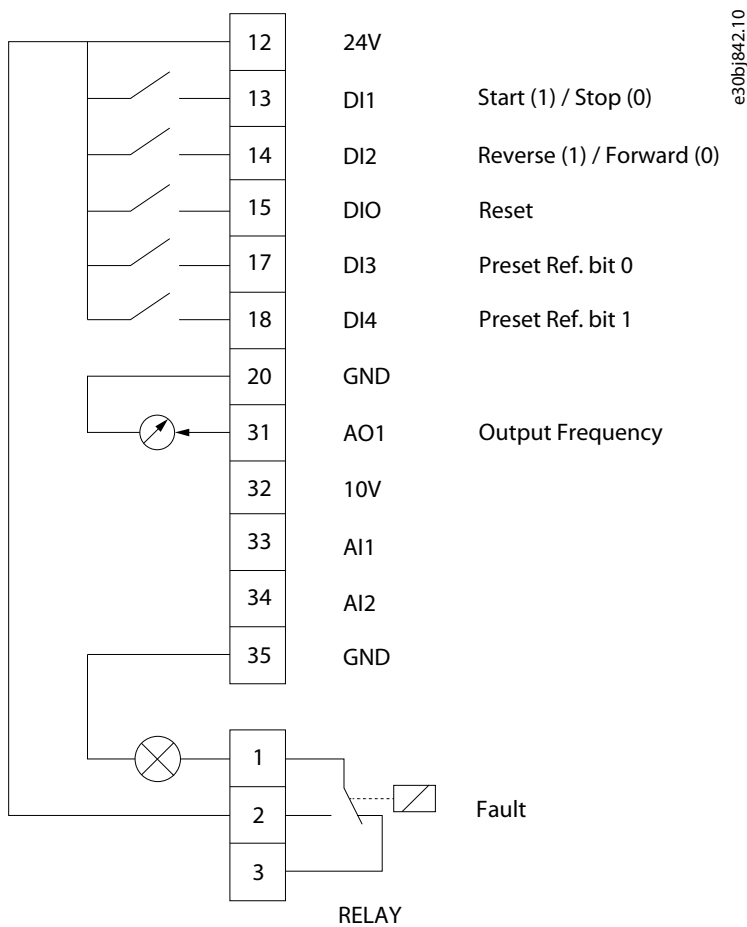 e30bj842.10
12 24V
13 DI1 Start (1) / Stop (0)
14 DI2 Reverse (1) / Forward (0)
15 DIO Reset
17 DI3 Preset Ref. bit 0
18 DI4 Preset Ref. bit 1
20 GND
31 AO1 Output Frequency
32 10V
33 AI1
34 AI2
35 GND
1
2 Fault
3
RELAY